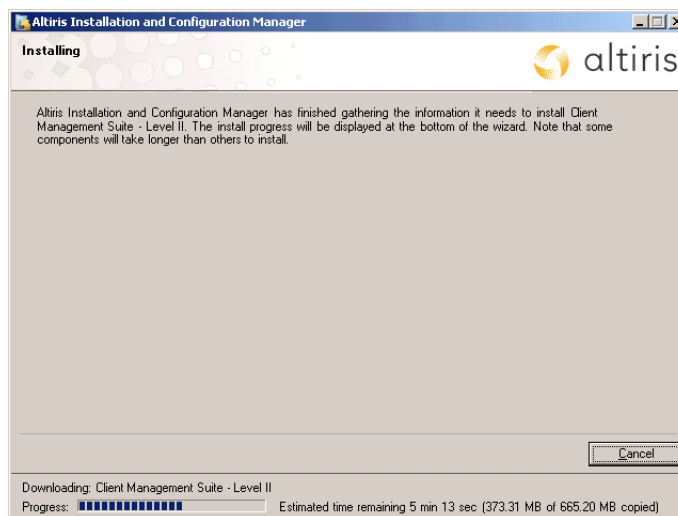 Altiris Installation and Configuration Manager
Installing
altiris
Altiris Installation and Configuration Manager has finished gathering the information it needs to install Client
Management Suite - Level II. The install progress will be displayed at the bottom of the wizard. Note that some
components will take longer than others to install.
Cancel
Downloading: Client Management Suite - Level II
Progress: Estimated time remaining 5 min 13 sec (373.31 MB of 665.20 MB copied)